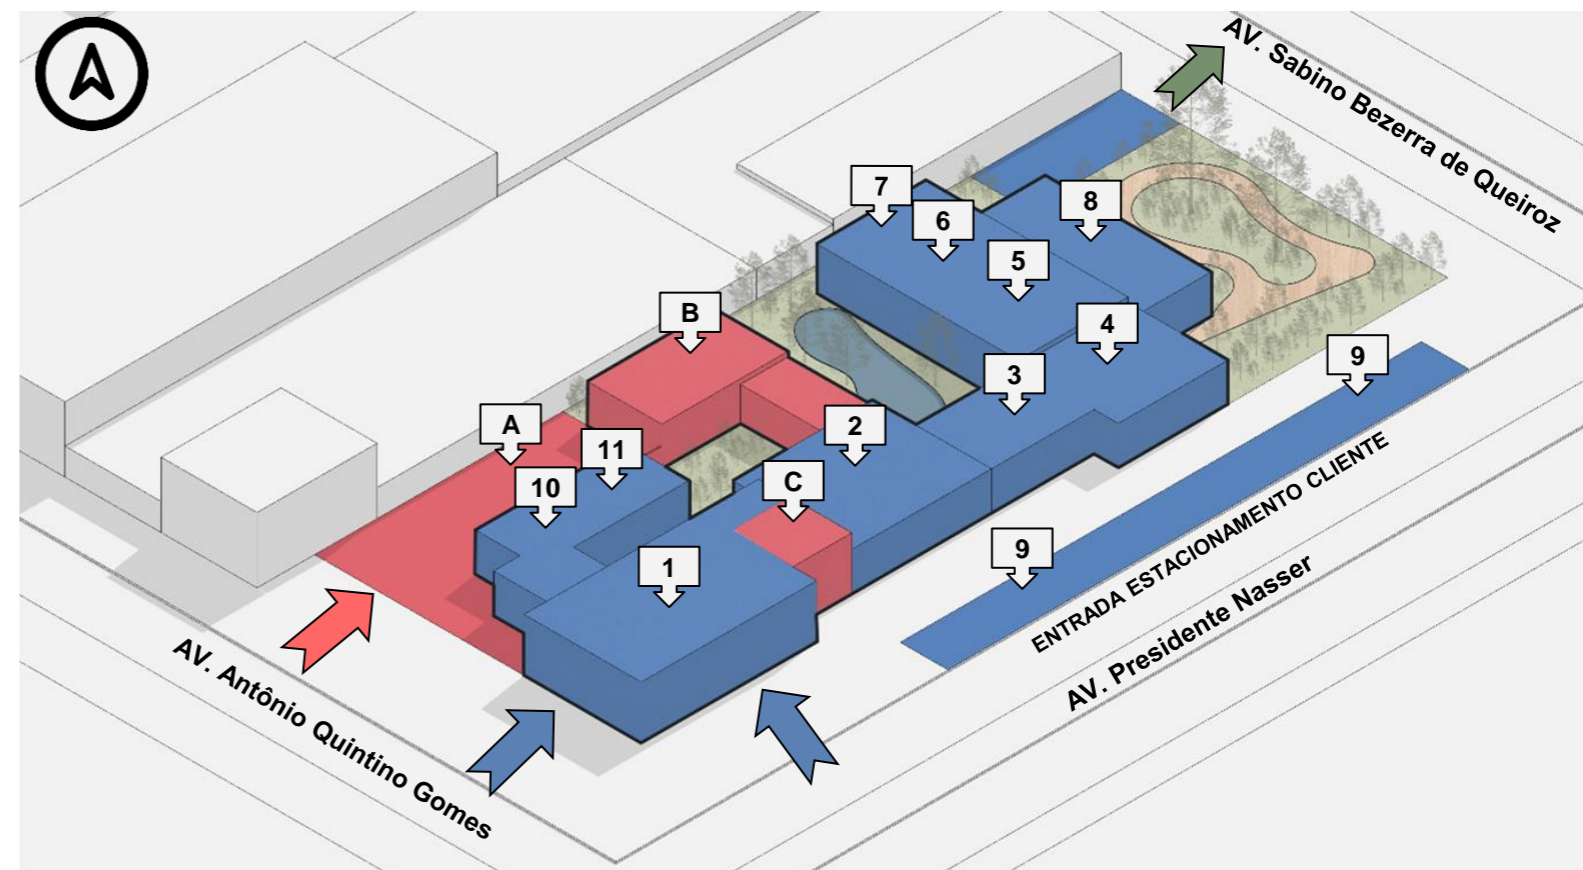 AV. Sabino Bezerra de Queiroz
7
8
6
5
B
4
9
3
A
2
11
10
C
9
1
ENTRADA ESTACIONAMENTO CLIENTE
AV. Presidente Nasser
AV. Antônio Quintino Gomes